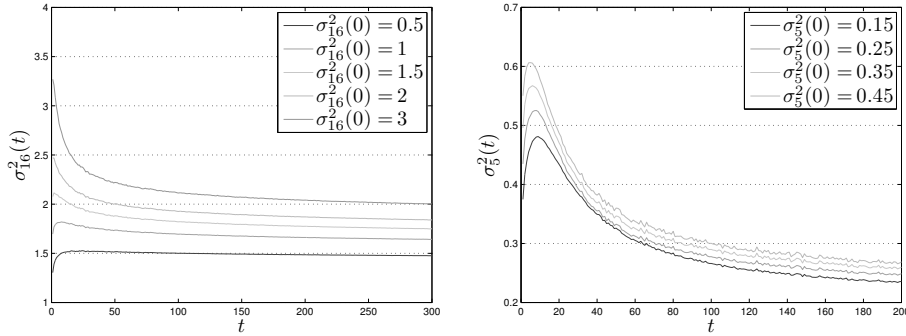 4
3.5
3
2.5
2
1.5
1
0 50 100 150 200 250 300
σ²₁₆(t)
t
σ²₁₆(0) = 0.5
σ²₁₆(0) = 1
σ²₁₆(0) = 1.5
σ²₁₆(0) = 2
σ²₁₆(0) = 3
0.7
0.6
0.5
0.4
0.3
0.2
0 20 40 60 80 100 120 140 160 180 200
σ²₅(t)
t
σ²₅(0) = 0.15
σ²₅(0) = 0.25
σ²₅(0) = 0.35
σ²₅(0) = 0.45